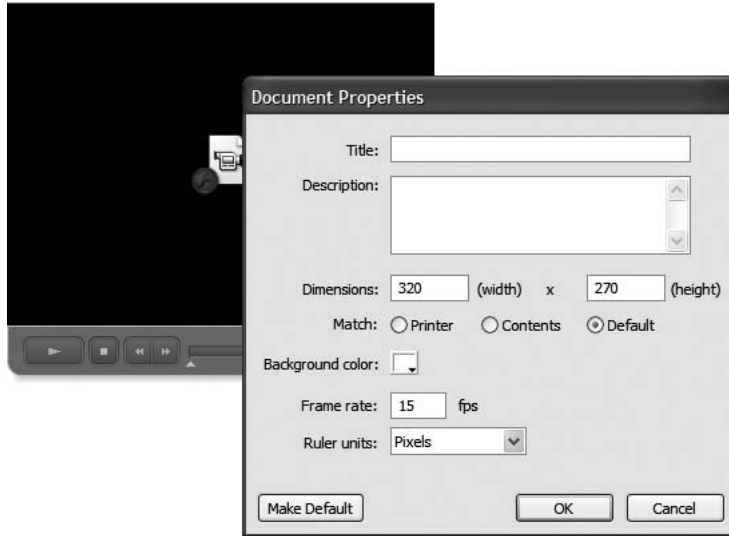 Document Properties
Title:
Description:
Dimensions: 320 (width) x 270 (height)
Match: Printer Contents Default
Background color:
Frame rate: 15 fps
Ruler units: Pixels
Make Default OK Cancel